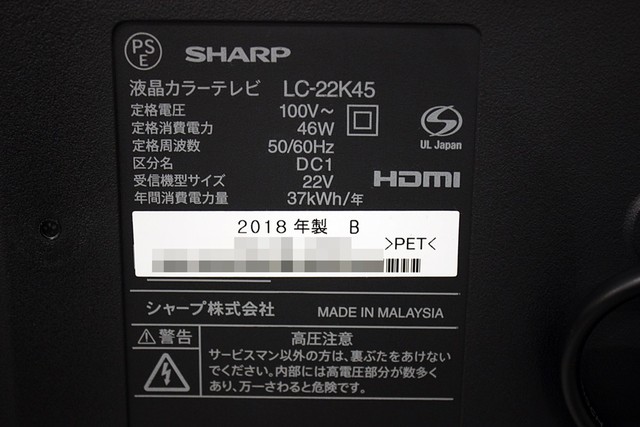 PS
E
SHARP
液晶カラーテレビ LC-22K45
定格電圧 100V～
定格消費電力 46W
定格周波数 50/60Hz
区分名 DC1
受信機型サイズ 22V
年間消費電力量 37kWh/年
UL Japan
HDMI
2018 年製 B
>PET<
シャープ株式会社 MADE IN MALAYSIA
⚠警告 高圧注意
サービスマン以外の方は、裏ぶたをあけない
でください。内部には高電圧部分が数多く
あり、万一さわると危険です。